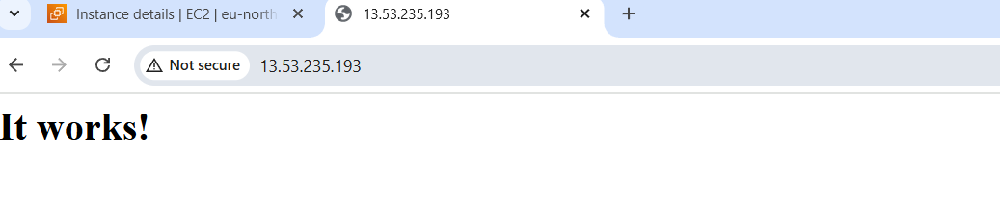 Instance details | EC2 | eu-north
13.53.235.193
Not secure
13.53.235.193
It works!